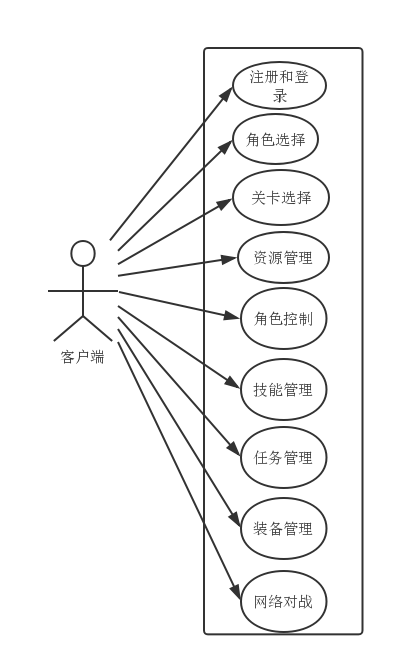 注册和登
录
角色选择
关卡选择
资源管理
角色控制
客户端
技能管理
任务管理
装备管理
网络对战